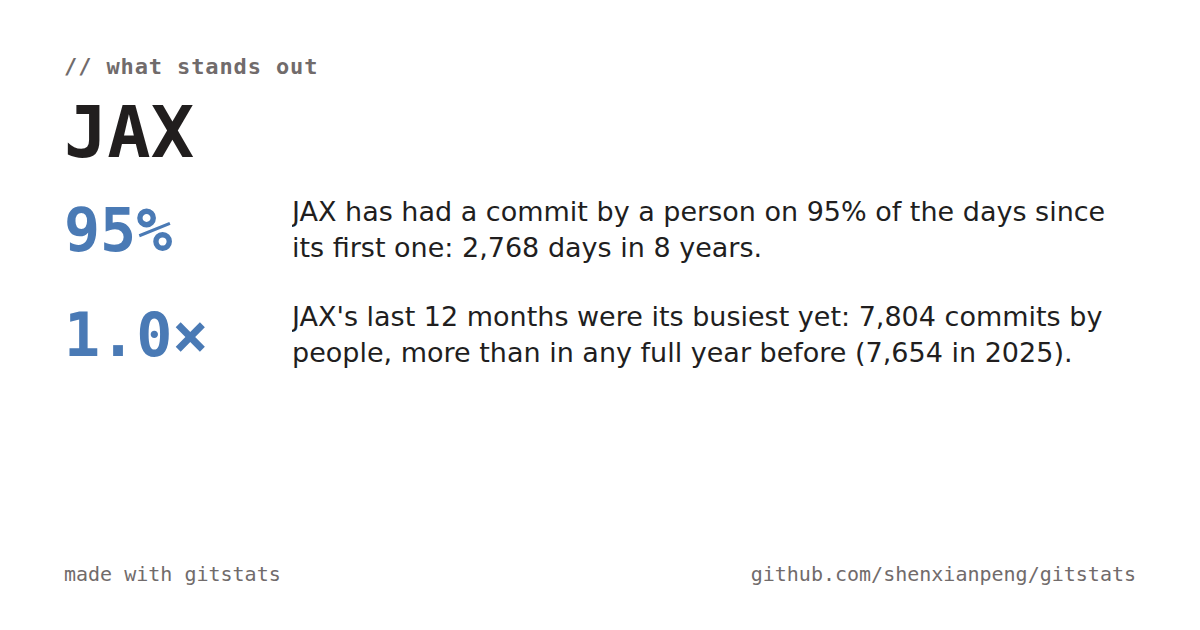 // what stands out
JAX
95%
JAX has had a commit by a person on 95% of the days since
its first one: 2,768 days in 8 years.
1.0×
JAX's last 12 months were its busiest yet: 7,804 commits by
people, more than in any full year before (7,654 in 2025).
made with gitstats
github.com/shenxianpeng/gitstats